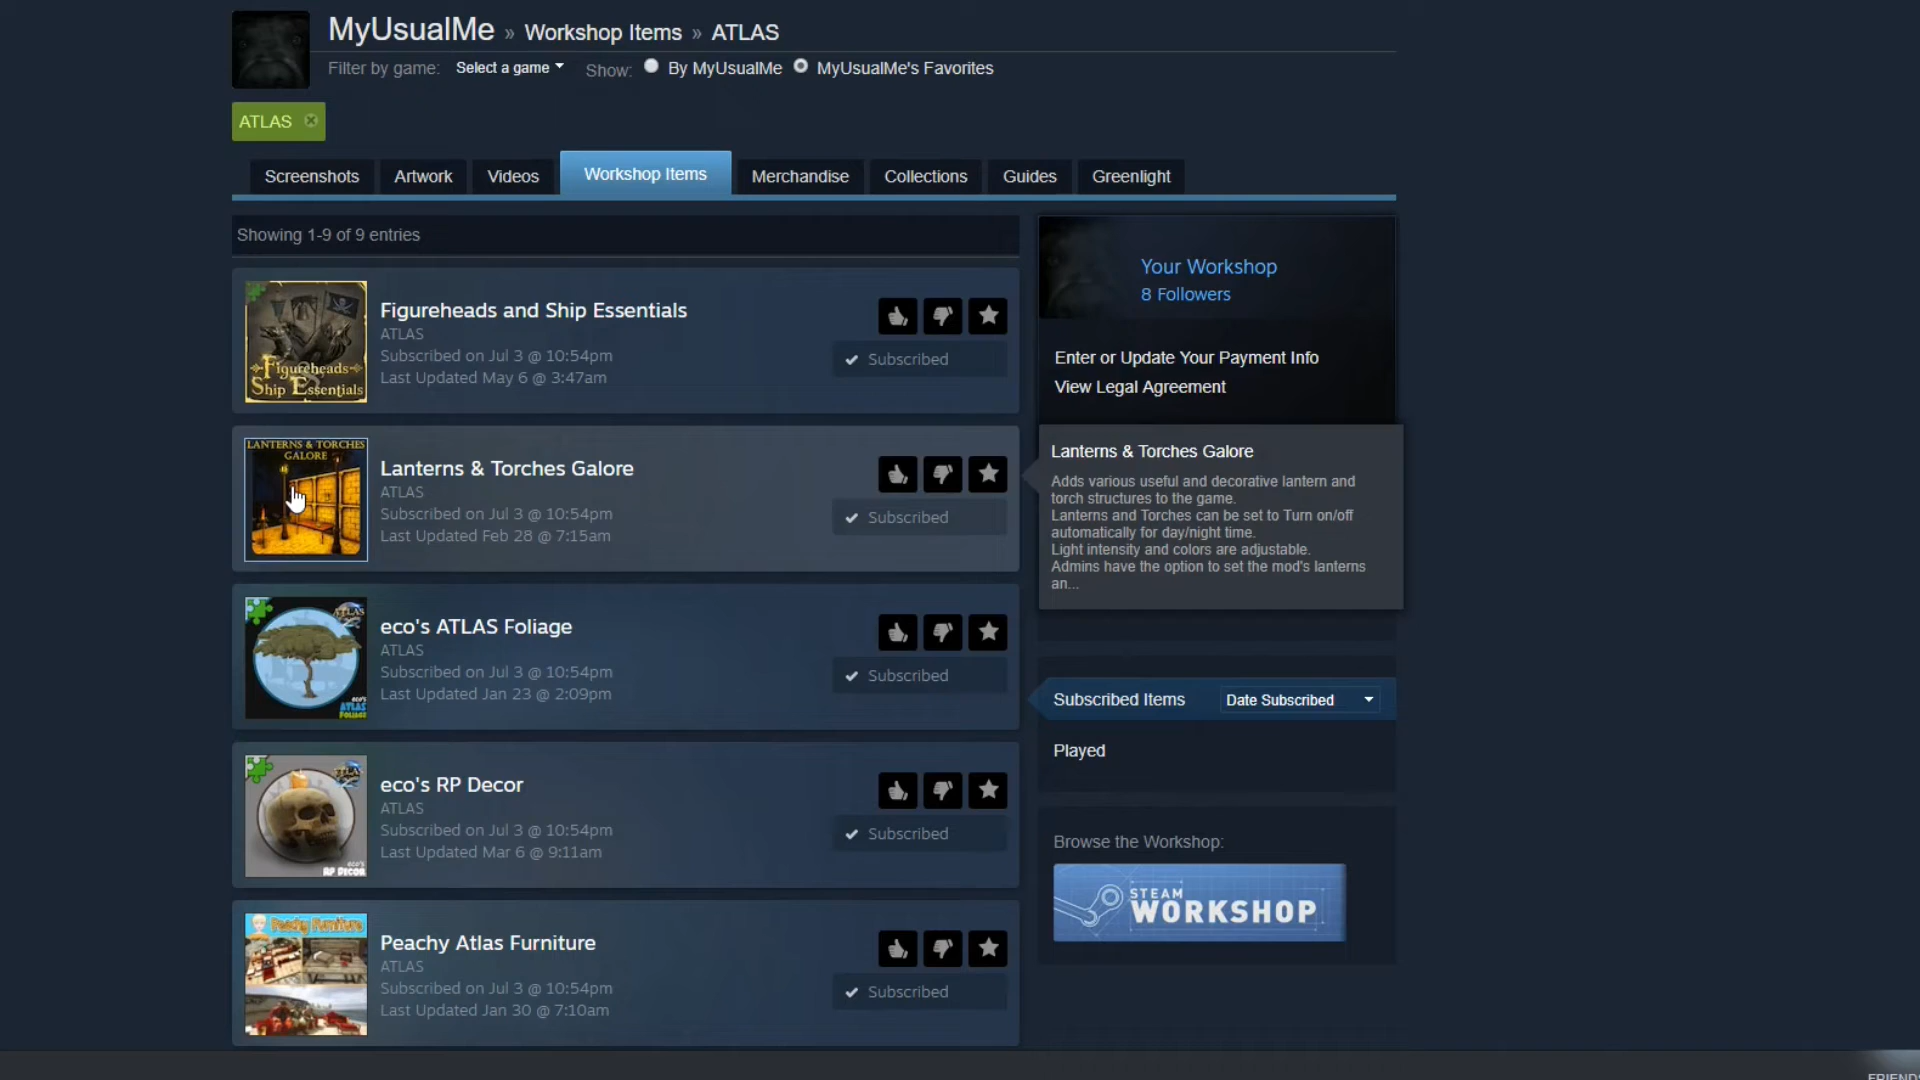 MyUsualMe » Workshop Items » ATLAS
Filter by game: Select a game Show: By MyUsualMe MyUsualMe's Favorites
ATLAS
Screenshots Artwork Videos Workshop Items Merchandise Collections Guides Greenlight
Showing 1-9 of 9 entries
Figureheads
Ship Essentials
Figureheads and Ship Essentials
ATLAS
Subscribed on Jul 3 @ 10:54pm
Last Updated May 6 @ 3:47am
Subscribed
LANTERNS & TORCHES
GALORE
Lanterns & Torches Galore
ATLAS
Subscribed on Jul 3 @ 10:54pm
Last Updated Feb 28 @ 7:15am
Subscribed
ATLAS
eco's
ATLAS
FOLIAGE
eco's ATLAS Foliage
ATLAS
Subscribed on Jul 3 @ 10:54pm
Last Updated Jan 23 @ 2:09pm
Subscribed
ATLAS
eco's
RP DECOR
eco's RP Decor
ATLAS
Subscribed on Jul 3 @ 10:54pm
Last Updated Mar 6 @ 9:11am
Subscribed
Peachy Furniture
Peachy Atlas Furniture
ATLAS
Subscribed on Jul 3 @ 10:54pm
Last Updated Jan 30 @ 7:10am
Subscribed
Your Workshop
8 Followers
Enter or Update Your Payment Info
View Legal Agreement
Lanterns & Torches Galore
Adds various useful and decorative lantern and
torch structures to the game.
Lanterns and Torches can be set to Turn on/off
automatically for day/night time.
Light intensity and colors are adjustable.
Admins have the option to set the mod's lanterns
an...
Subscribed Items Date Subscribed
Played
Browse the Workshop:
STEAM
WORKSHOP